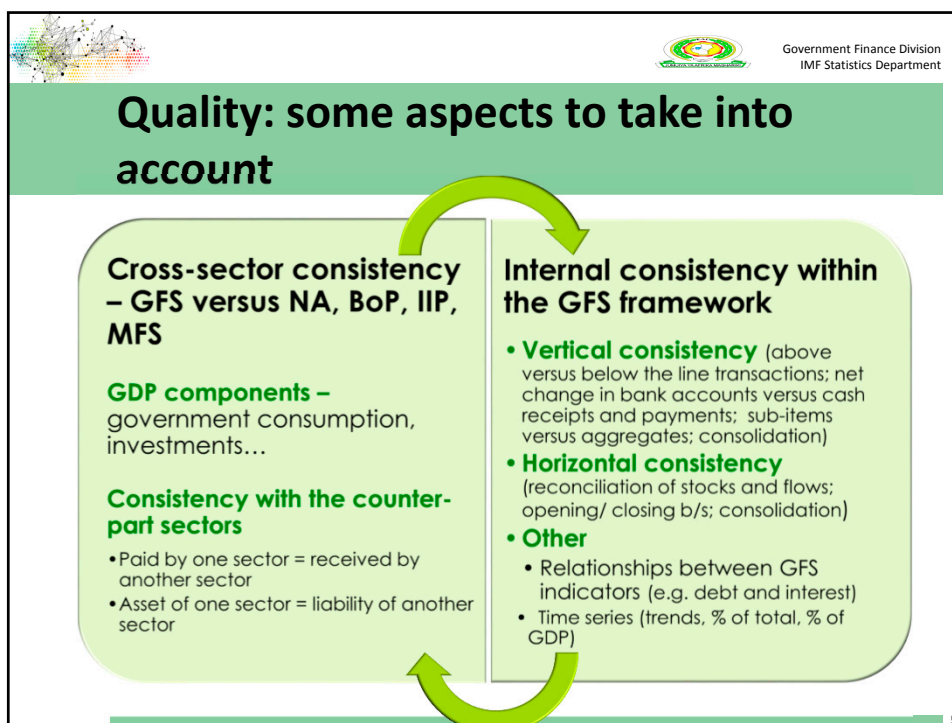 Government Finance Division
IMF Statistics Department
Quality: some aspects to take into
account
Cross-sector consistency
– GFS versus NA, BoP, IIP,
MFS
GDP components –
government consumption,
investments…
Consistency with the counter-
part sectors
•Paid by one sector = received by
another sector
•Asset of one sector = liability of another
sector
Internal consistency within
the GFS framework
• Vertical consistency (above
versus below the line transactions; net
change in bank accounts versus cash
receipts and payments; sub-items
versus aggregates; consolidation)
• Horizontal consistency
(reconciliation of stocks and flows;
opening/ closing b/s; consolidation)
• Other
• Relationships between GFS
indicators (e.g. debt and interest)
• Time series (trends, % of total, % of
GDP)